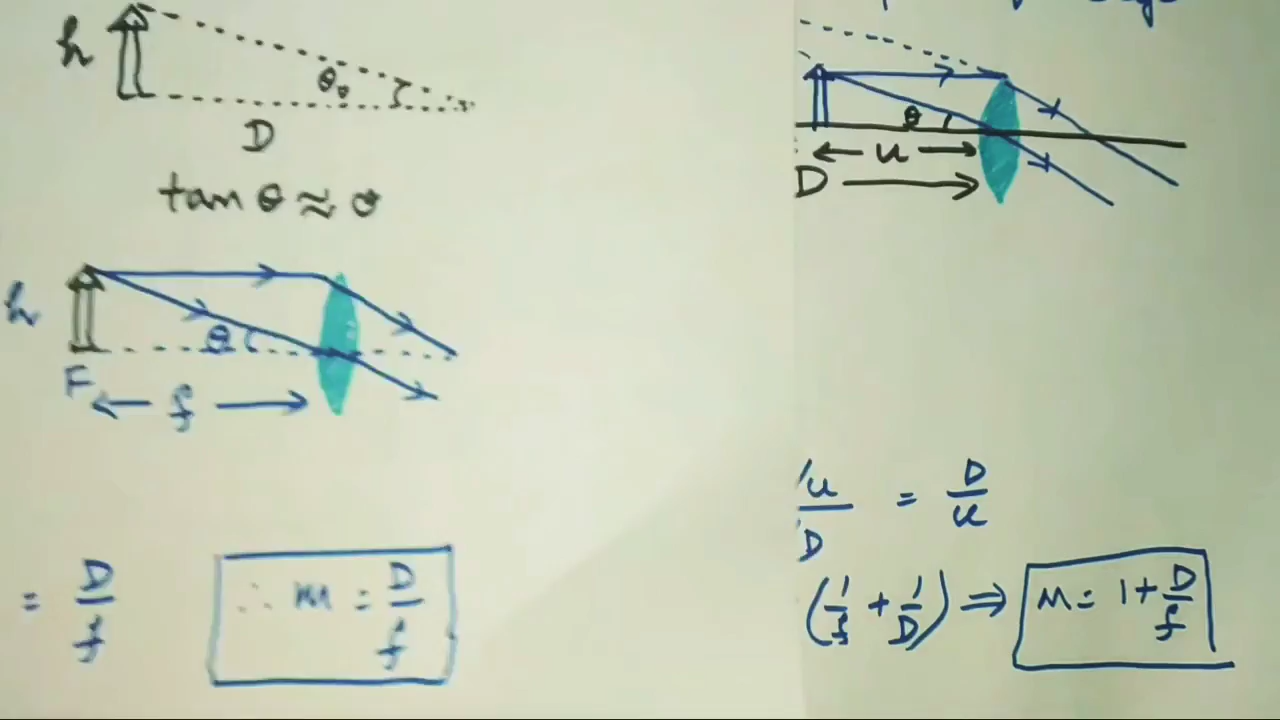 h
θ₀
D
tan θ ≈ θ
h
θ
F
← f →
= D/f
∴ m = D/f
θ
← u →
D →
/u / D = D/u
(1/f + 1/D) ⇒ M = 1 + D/f